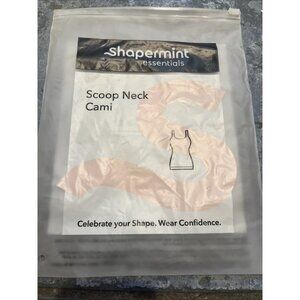 Shapermint
essentials
Scoop Neck
Cami
Celebrate your Shape. Wear Confidence.